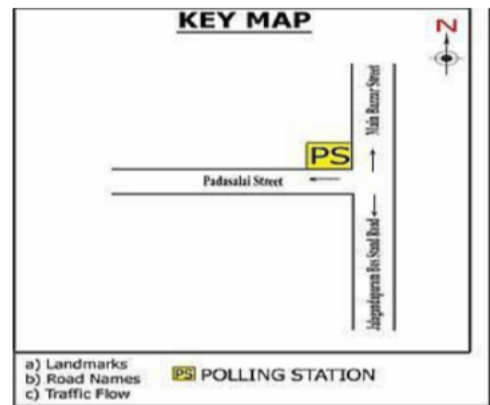 KEY MAP
N
Main Bazzar Street
PS
Padasalai Street
Jalagandapuram Bus Stand Road
a) Landmarks
b) Road Names
c) Traffic Flow
PS POLLING STATION